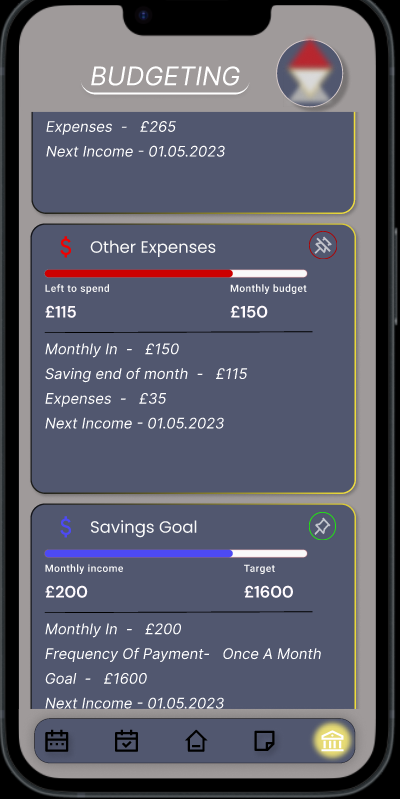 BUDGETING
Expenses - £265
Next Income - 01.05.2023
$ Other Expenses
Left to spend Monthly budget
£115 £150
Monthly In - £150
Saving end of month - £115
Expenses - £35
Next Income - 01.05.2023
$ Savings Goal
Monthly income Target
£200 £1600
Monthly In - £200
Frequency Of Payment- Once A Month
Goal - £1600
Next Income - 01.05.2023